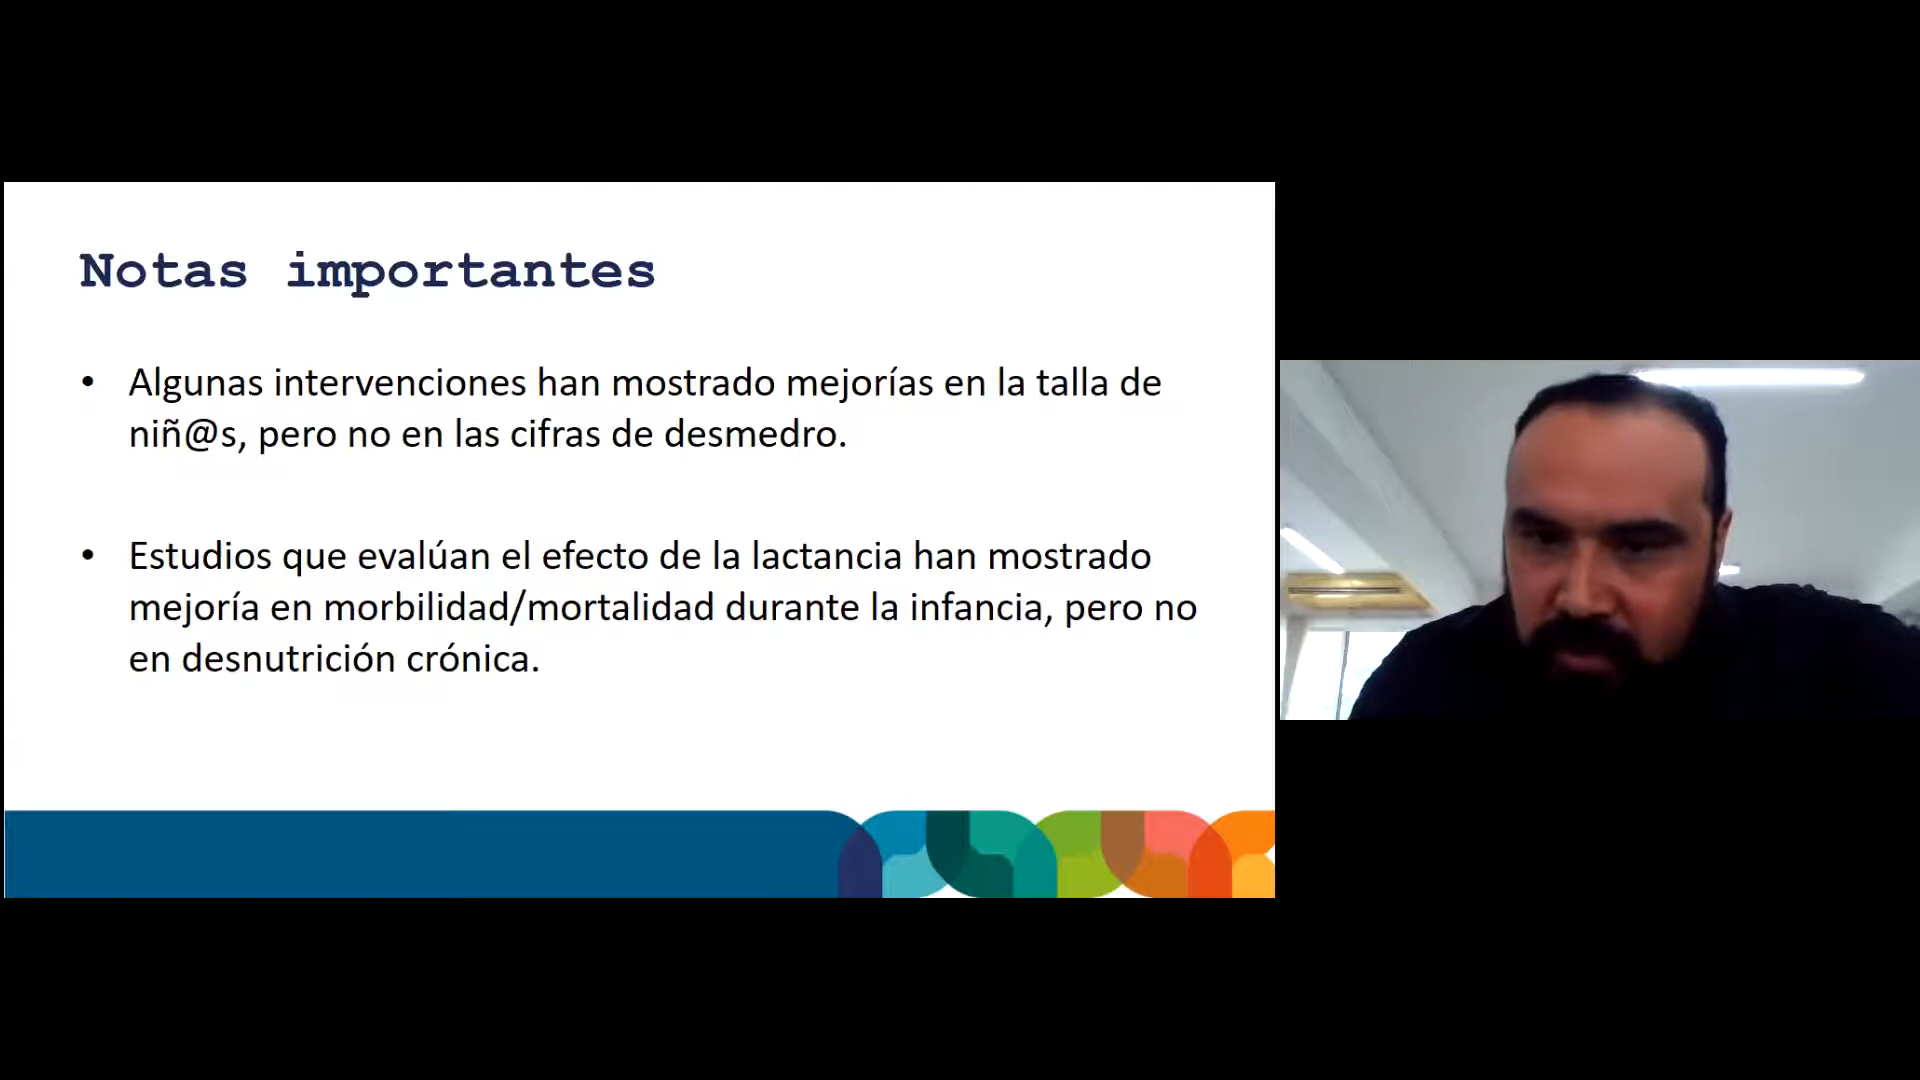 Notas importantes
• Algunas intervenciones han mostrado mejorías en la talla de
niñ@s, pero no en las cifras de desmedro.
• Estudios que evalúan el efecto de la lactancia han mostrado
mejoría en morbilidad/mortalidad durante la infancia, pero no
en desnutrición crónica.